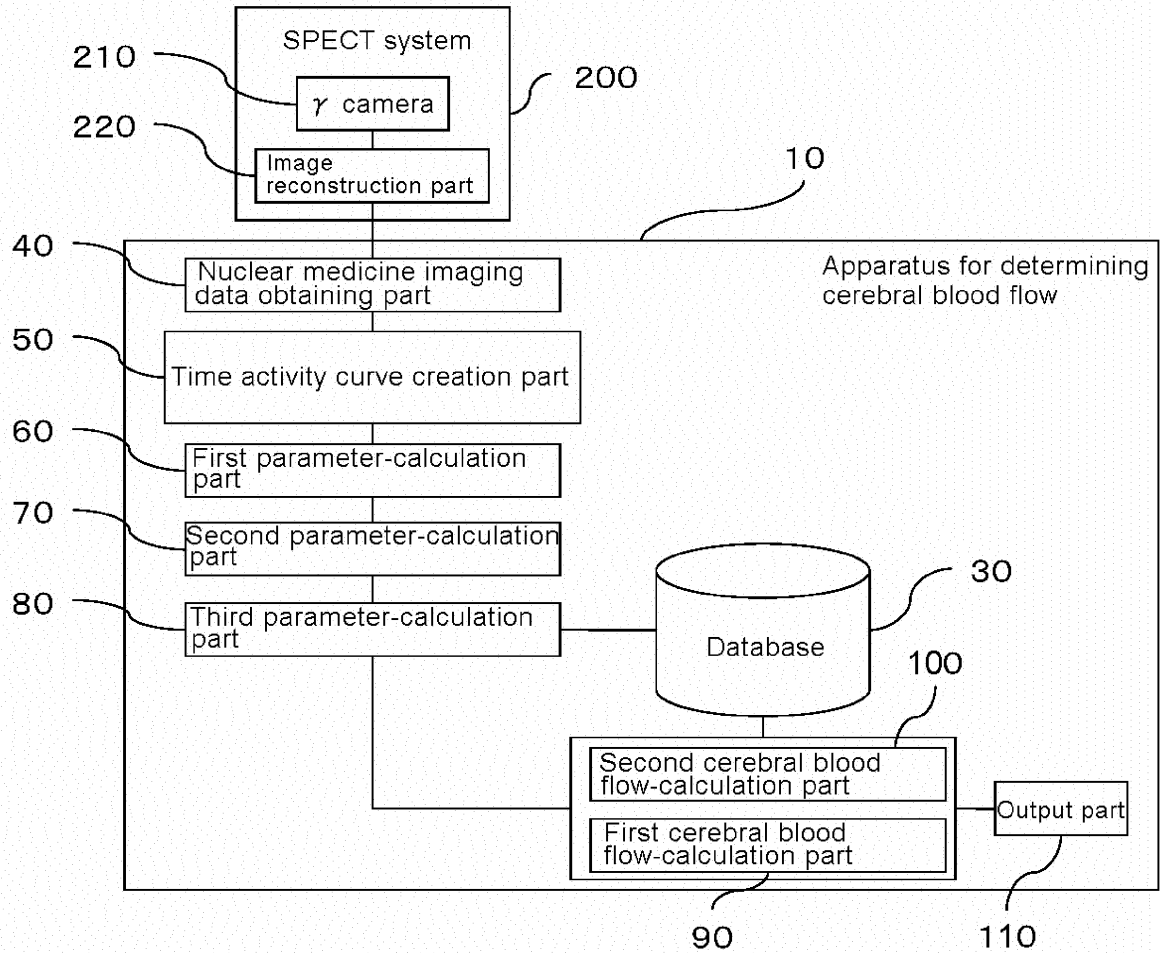 SPECT system
210
200
γ camera
220
Image
reconstruction part
10
40
Nuclear medicine imaging
data obtaining part
Apparatus for determining
cerebral blood flow
50
Time activity curve creation part
60
First parameter-calculation
part
70
Second parameter-calculation
part
30
80
Third parameter-calculation
part
Database
100
Second cerebral blood
flow-calculation part
Output part
First cerebral blood
flow-calculation part
90
110